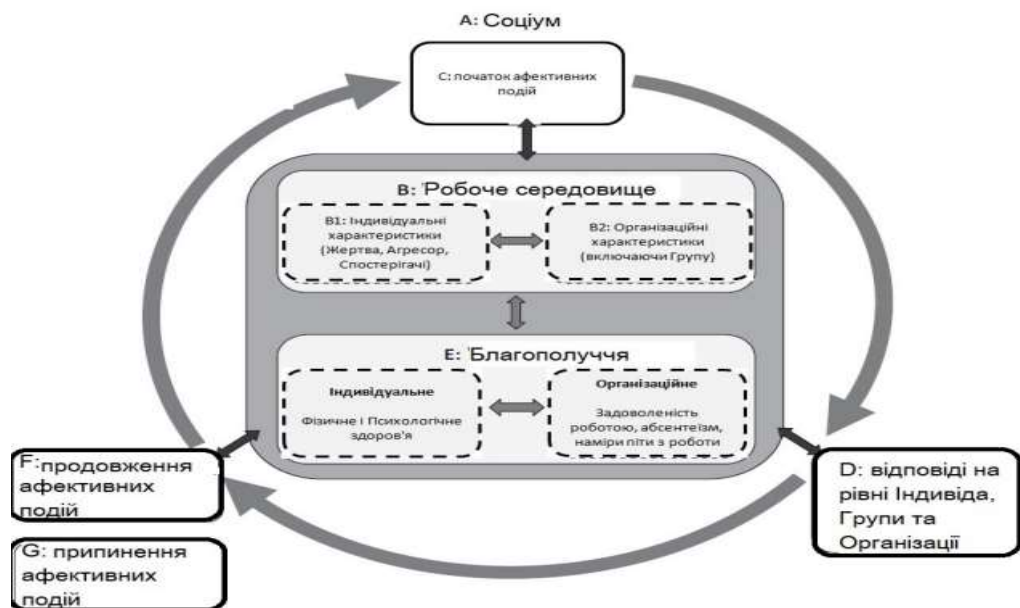 А: Соціум
С: початок афективних
подій
В: Робоче середовище
В1: Індивідуальні
характеристики
(Жертва, Агресор,
Спостерігачі)
В2: Організаційні
характеристики
(включаючи Групу)
Е: Благополуччя
Індивідуальне
Фізичне і Психологічне
здоров'я
Організаційне
Задоволеність
роботою, абсентеїзм,
наміри піти з роботи
F:продовження
афективних
подій
G: припинення
афективних
подій
D: відповіді на
рівні Індивіда,
Групи та
Організації